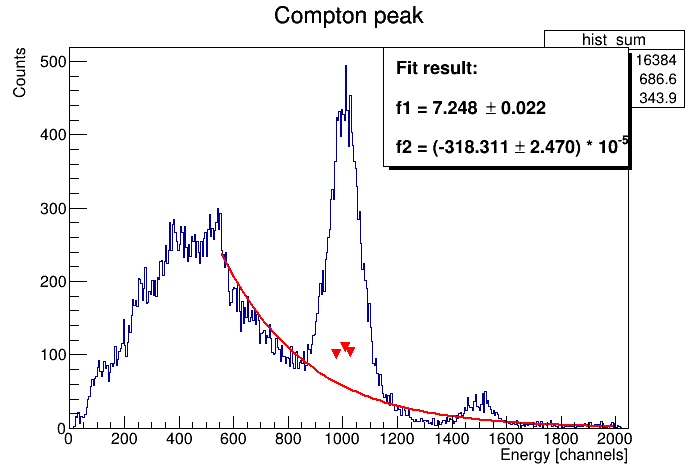 Compton peak
hist_sum
16384
686.6
343.9
Fit result:
f1 = 7.248 ± 0.022
f2 = (-318.311 ± 2.470) * 10^-5
Counts
500
400
300
200
100
0
0 200 400 600 800 1000 1200 1400 1600 1800 2000
Energy [channels]